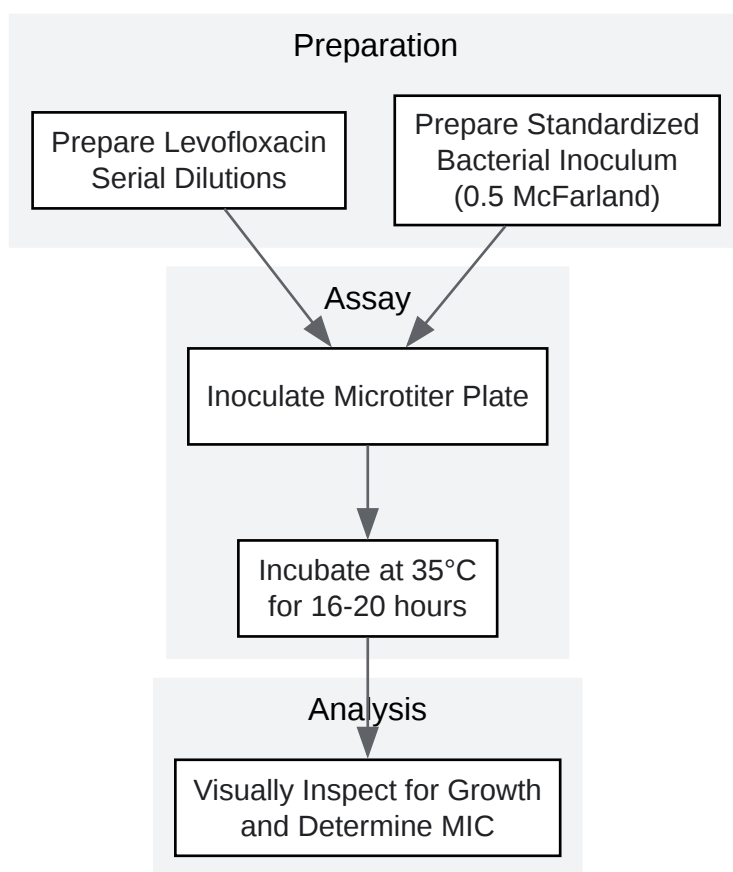 Preparation
Prepare Levofloxacin
Serial Dilutions
Prepare Standardized
Bacterial Inoculum
(0.5 McFarland)
Assay
Inoculate Microtiter Plate
Incubate at 35°C
for 16-20 hours
Analysis
Visually Inspect for Growth
and Determine MIC